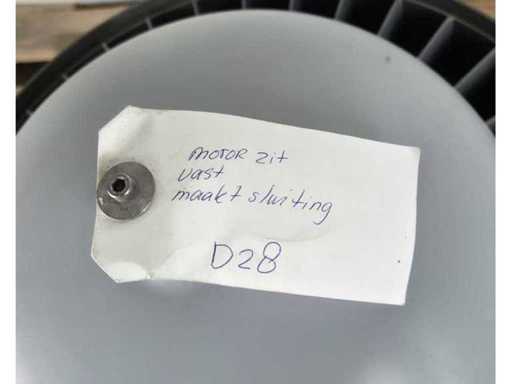 motor zit
vast
maakt sluiting
D28